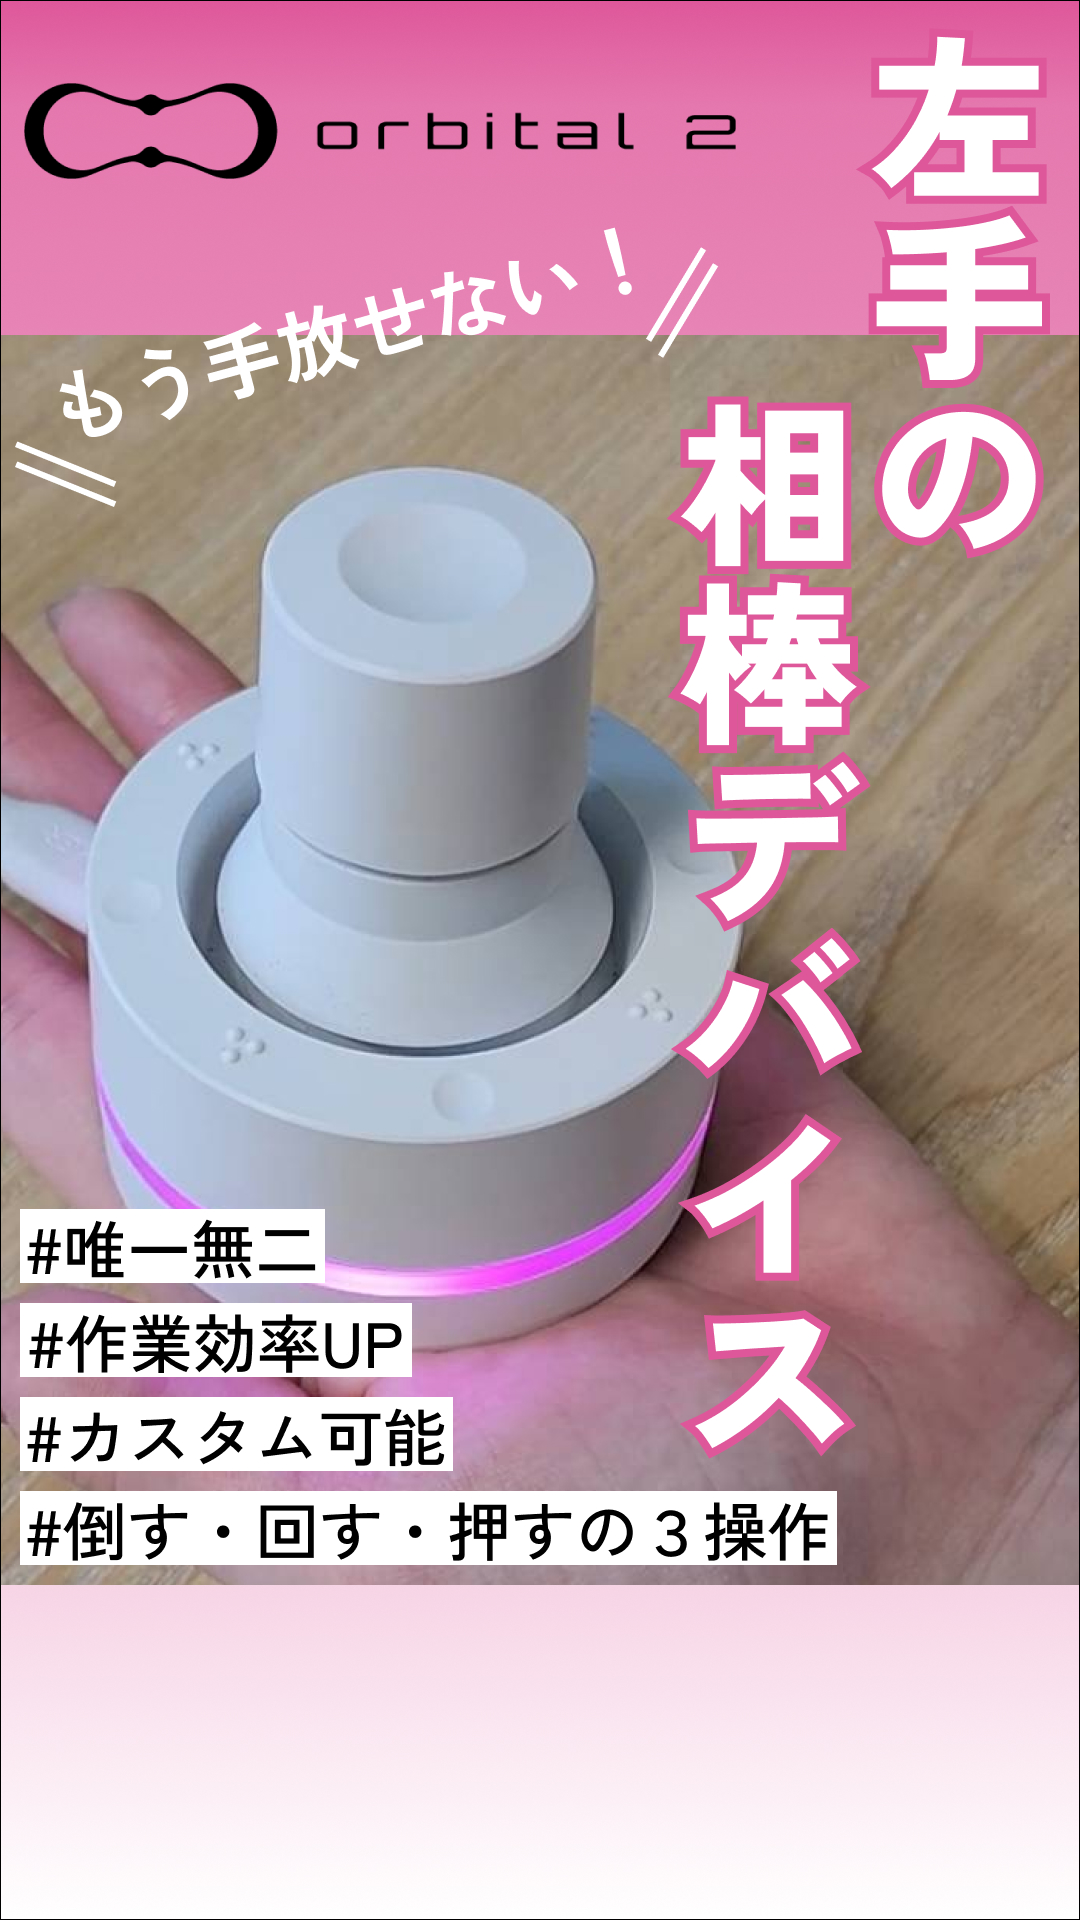 orbital 2
左手の
相棒デバイス
もう手放せない！
#唯一無二
#作業効率UP
#カスタム可能
#倒す・回す・押すの３操作